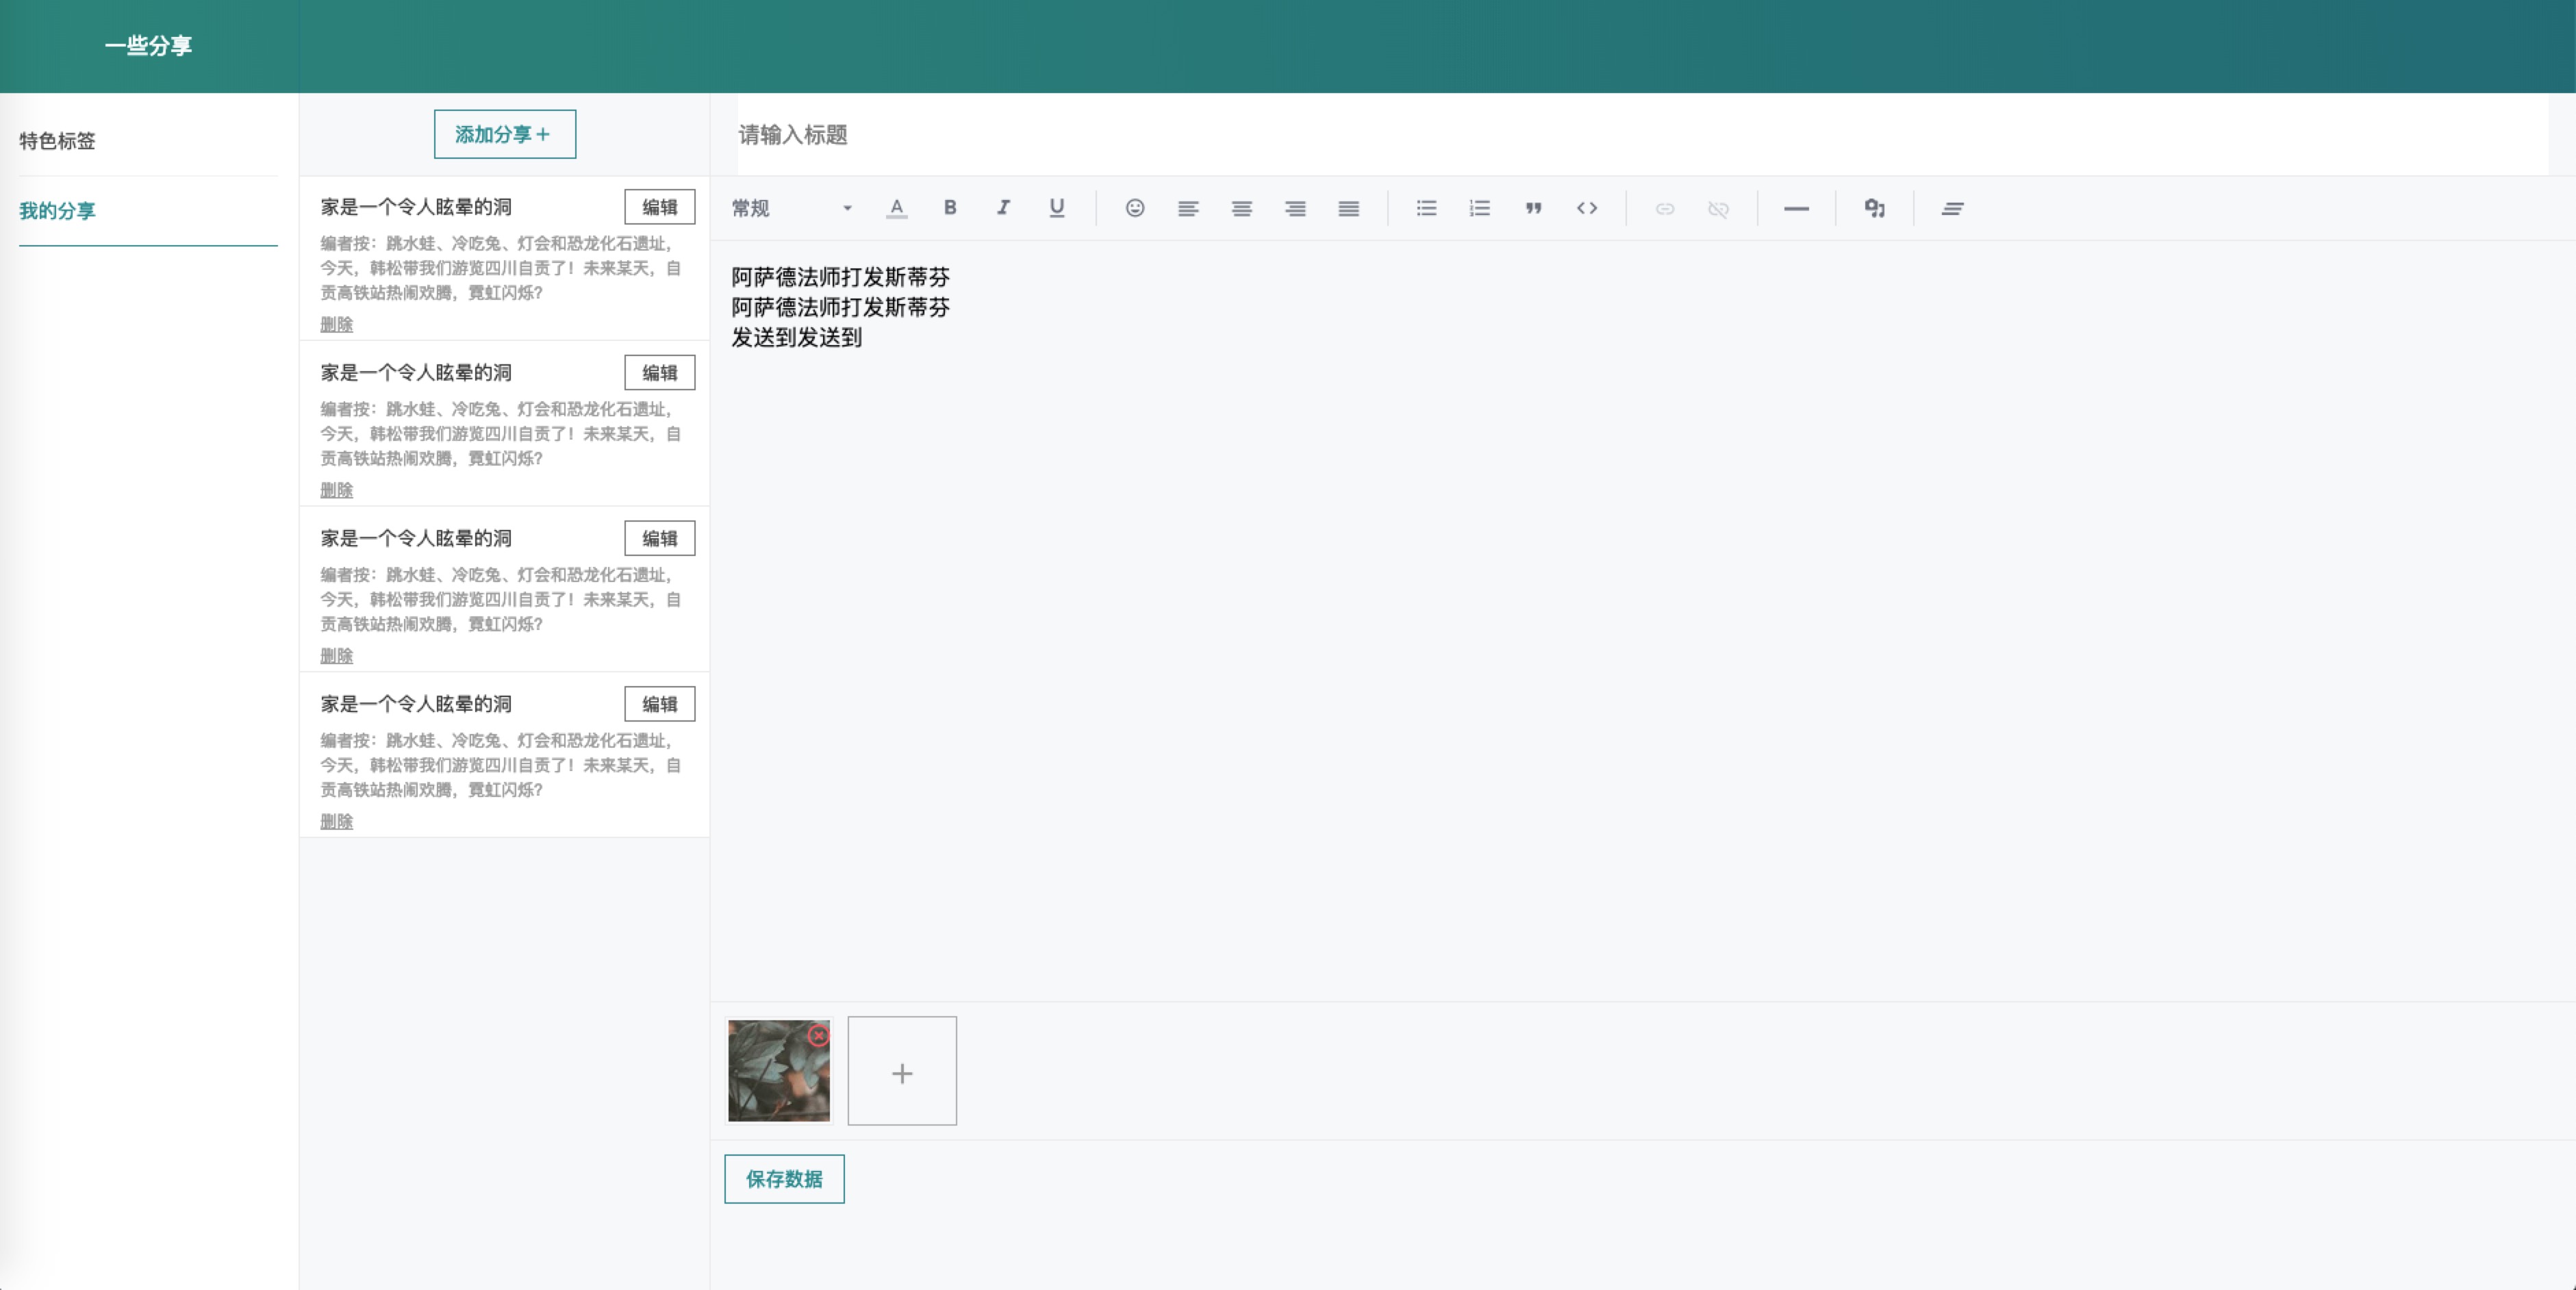 一些分享
特色标签
我的分享
添加分享+
家是一个令人眩晕的洞
编辑
编者按：跳水蛙、冷吃兔、灯会和恐龙化石遗址，
今天，韩松带我们游览四川自贡了！未来某天，自
贡高铁站热闹欢腾，霓虹闪烁?
删除
家是一个令人眩晕的洞
编辑
编者按：跳水蛙、冷吃兔、灯会和恐龙化石遗址，
今天，韩松带我们游览四川自贡了！未来某天，自
贡高铁站热闹欢腾，霓虹闪烁?
删除
家是一个令人眩晕的洞
编辑
编者按：跳水蛙、冷吃兔、灯会和恐龙化石遗址，
今天，韩松带我们游览四川自贡了！未来某天，自
贡高铁站热闹欢腾，霓虹闪烁?
删除
家是一个令人眩晕的洞
编辑
编者按：跳水蛙、冷吃兔、灯会和恐龙化石遗址，
今天，韩松带我们游览四川自贡了！未来某天，自
贡高铁站热闹欢腾，霓虹闪烁?
删除
请输入标题
常规
阿萨德法师打发斯蒂芬
阿萨德法师打发斯蒂芬
发送到发送到
保存数据